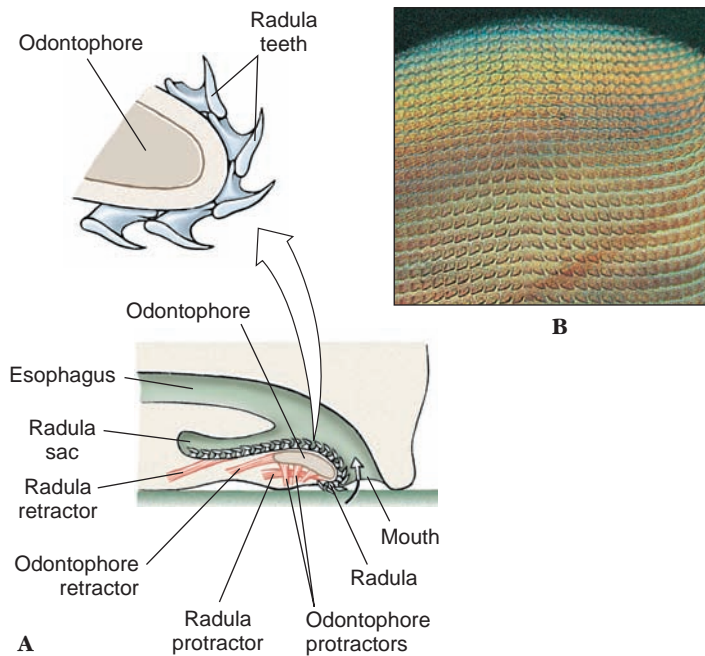 Odontophore
Radula
teeth
B
Odontophore
Esophagus
Radula
sac
Radula
retractor
Mouth
Odontophore
retractor
Radula
Radula
protractor
Odontophore
protractors
A